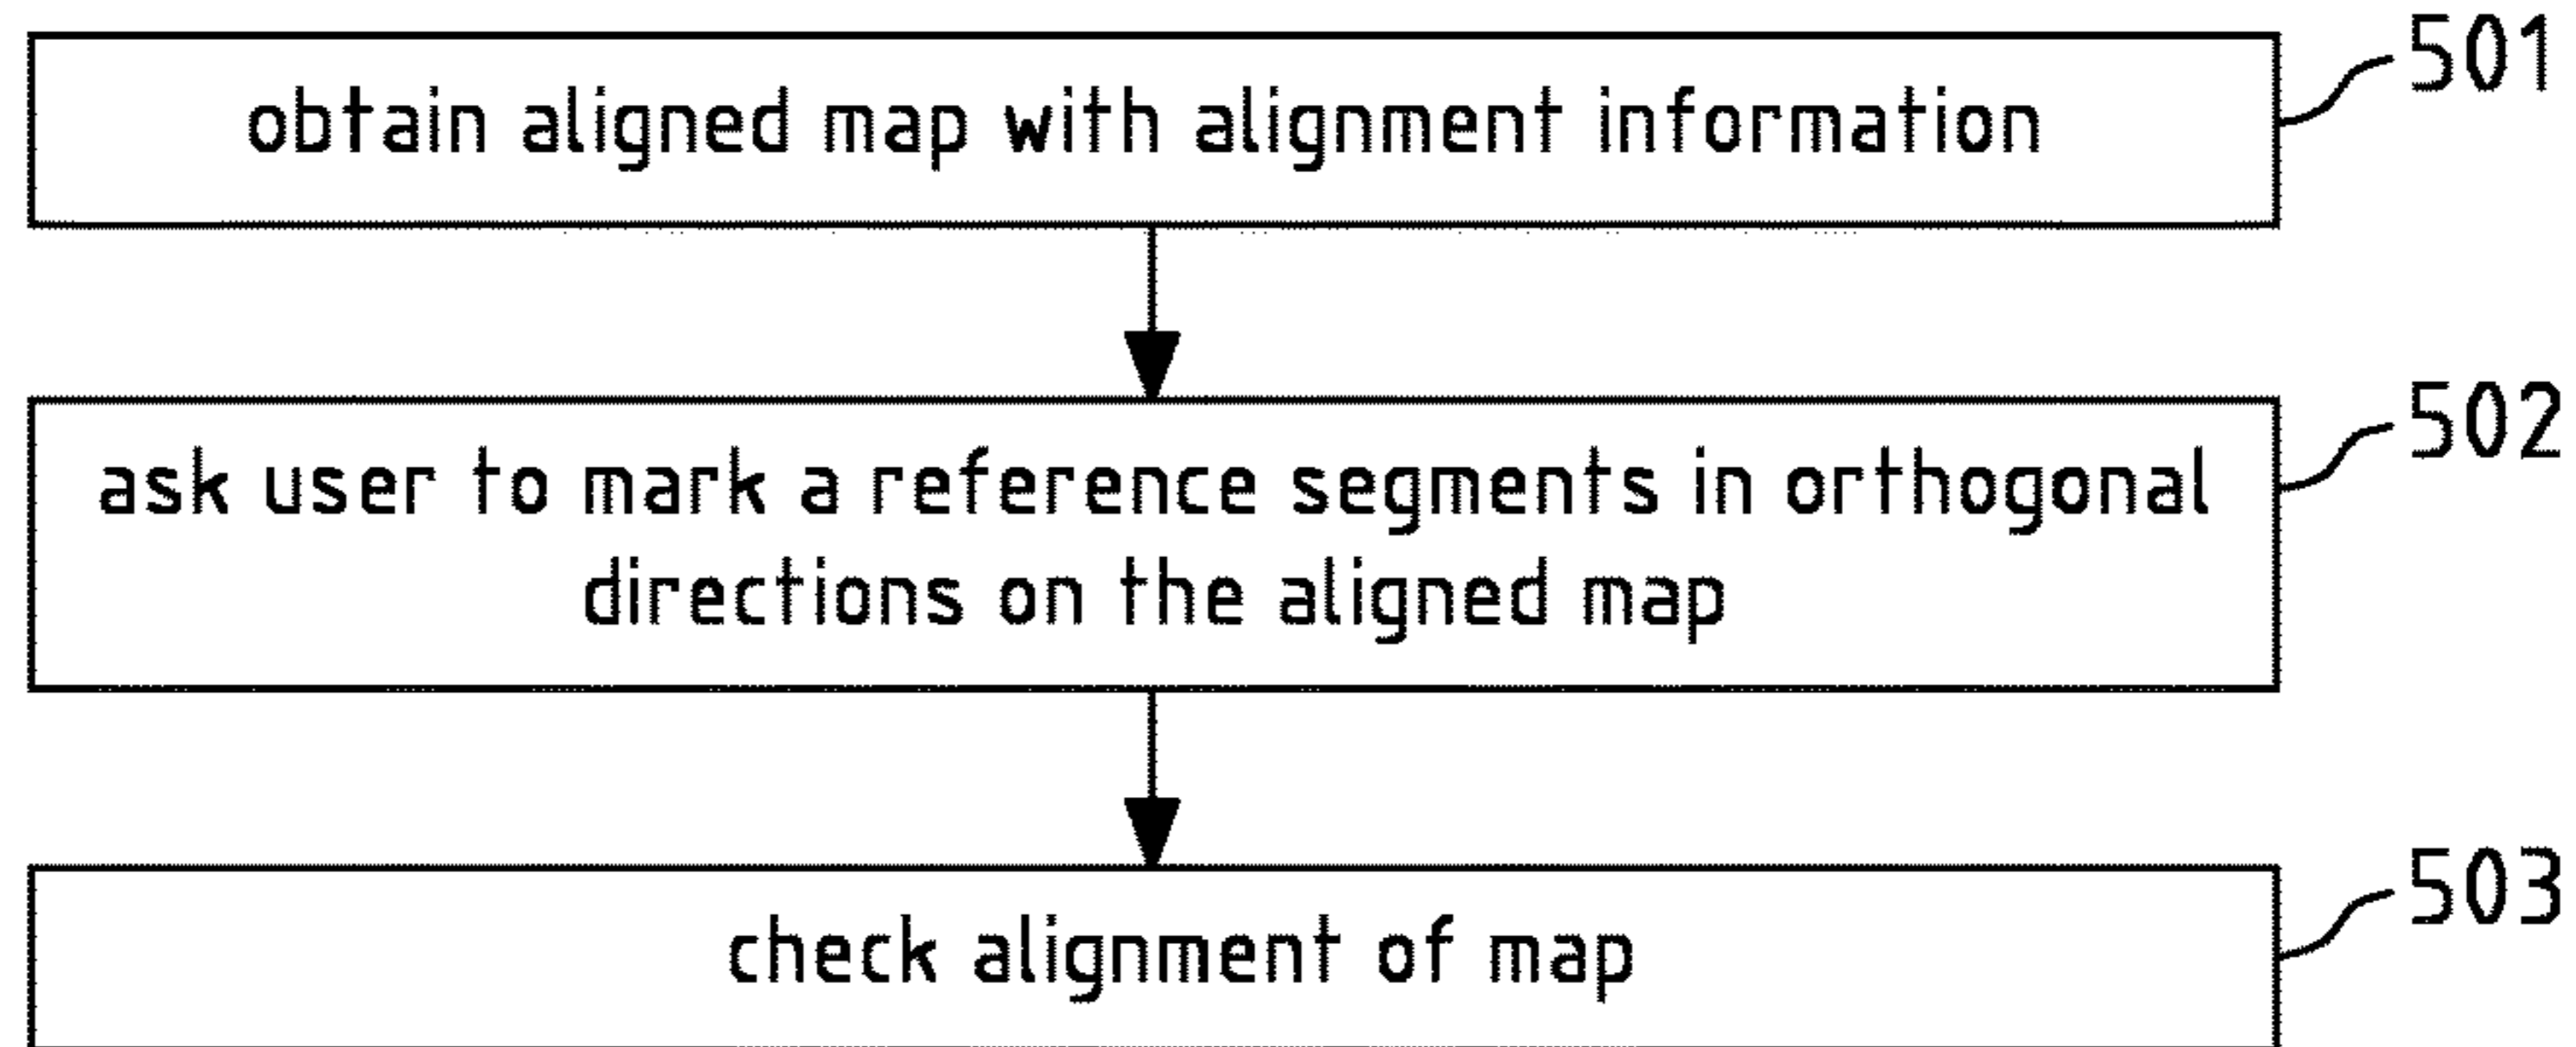 501
obtain aligned map with alignment information
502
ask user to mark a reference segments in orthogonal
directions on the aligned map
503
check alignment of map